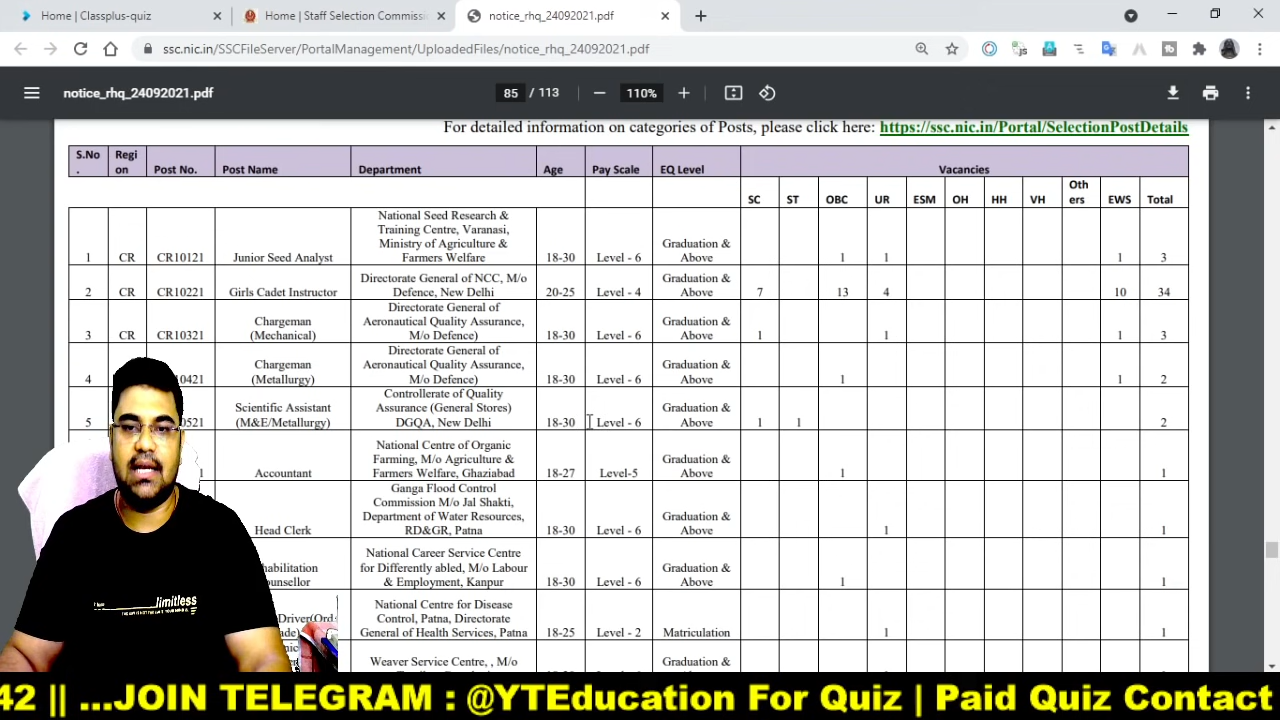 Home | Classplus-quiz
Home | Staff Selection Commissi
notice_rhq_24092021.pdf
ssc.nic.in/SSCFileServer/PortalManagement/UploadedFiles/notice_rhq_24092021.pdf
notice_rhq_24092021.pdf
85 / 113
110%
For detailed information on categories of Posts, please click here: https://ssc.nic.in/Portal/SelectionPostDetails
S.No. Region Post No. Post Name Department Age Pay Scale EQ Level Vacancies
SC ST OBC UR ESM OH HH VH Others EWS Total
1 CR CR10121 Junior Seed Analyst National Seed Research & Training Centre, Varanasi, Ministry of Agriculture & Farmers Welfare 18-30 Level - 6 Graduation & Above 1 1 1 3
2 CR CR10221 Girls Cadet Instructor Directorate General of NCC, M/o Defence, New Delhi 20-25 Level - 4 Graduation & Above 7 13 4 10 34
3 CR CR10321 Chargeman (Mechanical) Directorate General of Aeronautical Quality Assurance, M/o Defence) 18-30 Level - 6 Graduation & Above 1 1 1 3
4 10421 Chargeman (Metallurgy) Directorate General of Aeronautical Quality Assurance, M/o Defence) 18-30 Level - 6 Graduation & Above 1 1 2
5 0521 Scientific Assistant (M&E/Metallurgy) Controllerate of Quality Assurance (General Stores) DGQA, New Delhi 18-30 Level - 6 Graduation & Above 1 1 2
1 Accountant National Centre of Organic Farming, M/o Agriculture & Farmers Welfare, Ghaziabad 18-27 Level-5 Graduation & Above 1 1
Head Clerk Ganga Flood Control Commission M/o Jal Shakti, Department of Water Resources, RD&GR, Patna 18-30 Level - 6 Graduation & Above 1 1
habilitation ounsellor National Career Service Centre for Differently abled, M/o Labour & Employment, Kanpur 18-30 Level - 6 Graduation & Above 1 1
Driver(Ord National Centre for Disease Control, Patna, Directorate General of Health Services, Patna 18-25 Level - 2 Matriculation 1 1
Weaver Service Centre, , M/o Graduation &
limitless
42 || ...JOIN TELEGRAM : @YTEducation For Quiz | Paid Quiz Contact